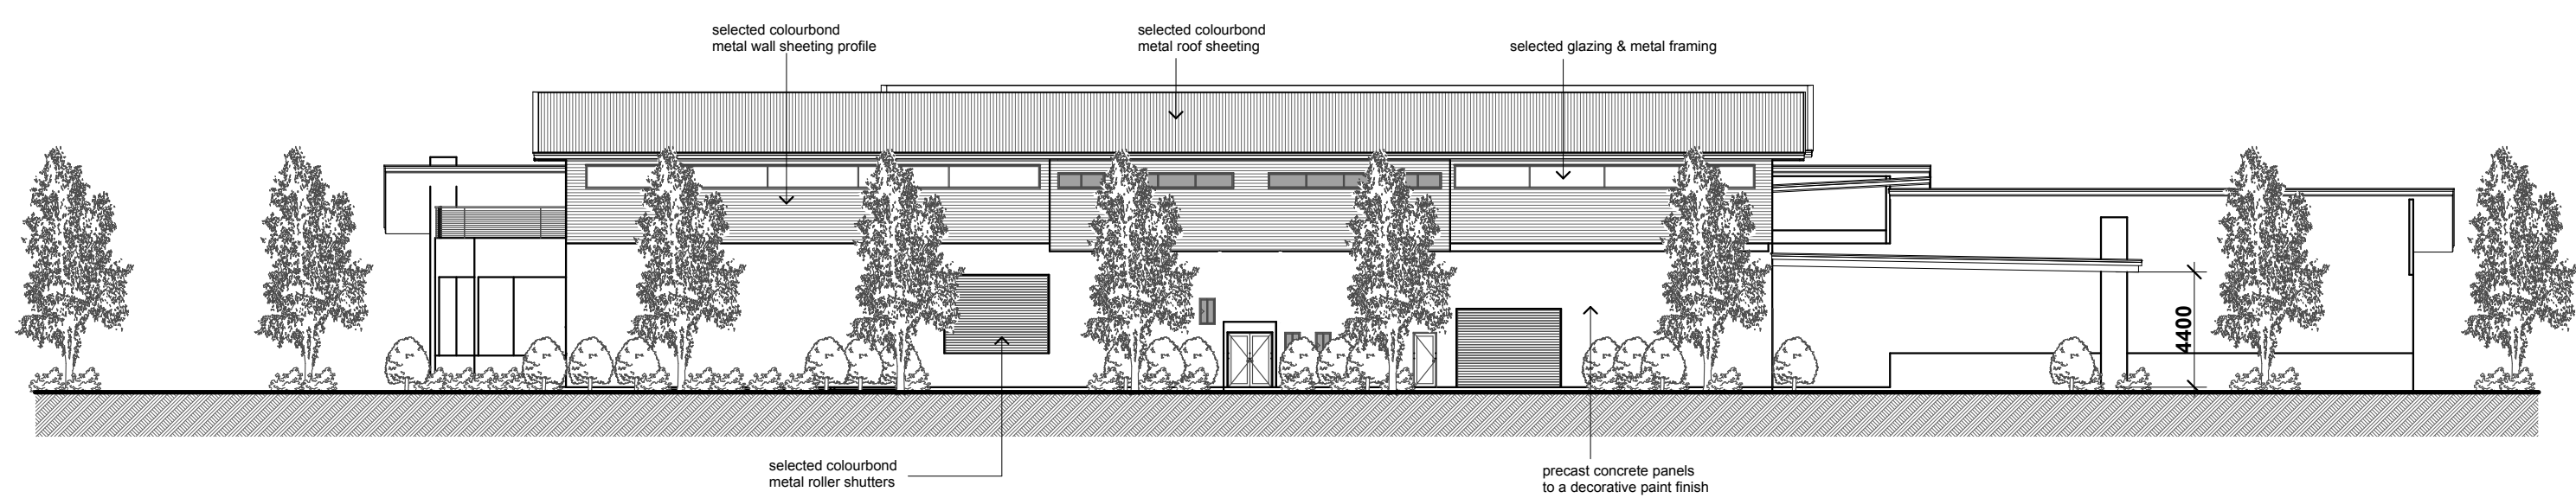 selected colourbond
metal wall sheeting profile
selected colourbond
metal roof sheeting
selected glazing & metal framing
4400
selected colourbond
metal roller shutters
precast concrete panels
to a decorative paint finish